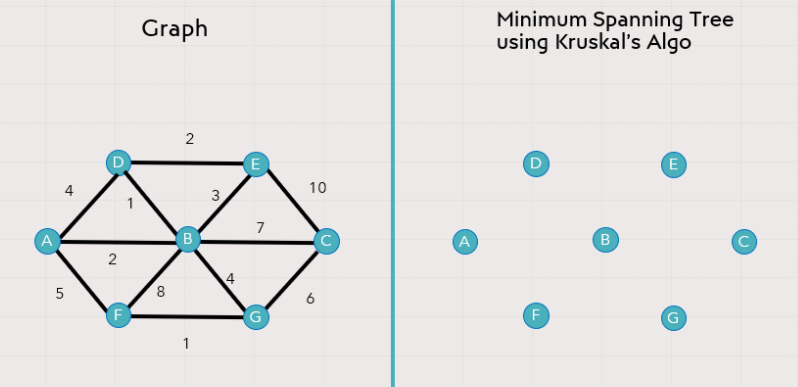 Graph
Minimum Spanning Tree
using Kruskal's Algo
2
D
E
D
E
4
1
3
10
A
B
7
C
A
B
C
2
5
8
4
6
F
G
F
G
1